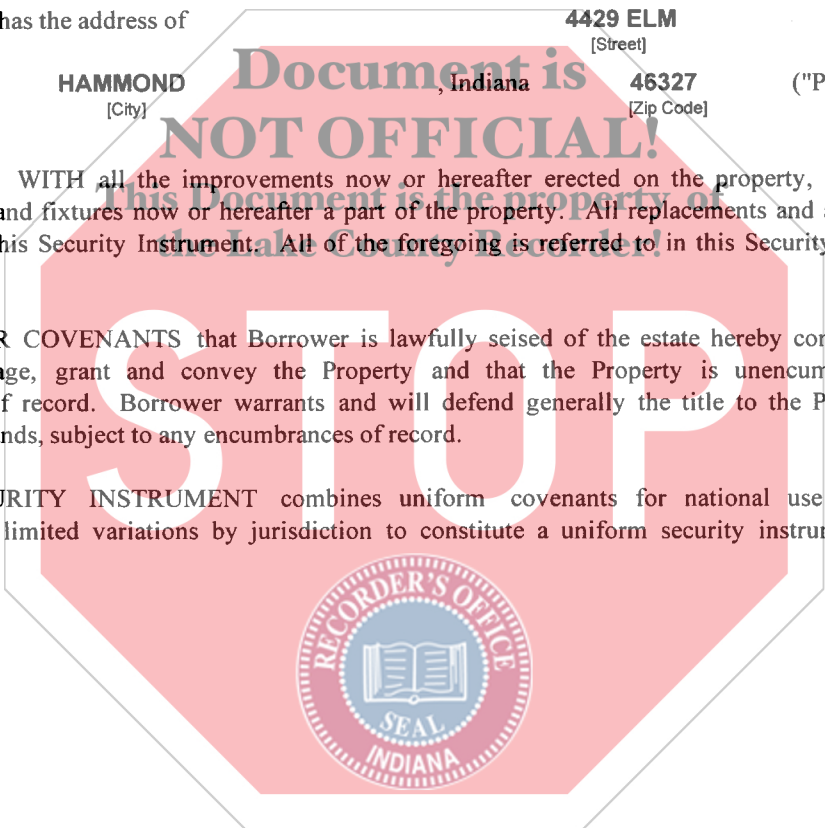 has the address of 4429 ELM
[Street]
Document is
HAMMOND , Indiana 46327 ("P
[City] [Zip Code]
NOT OFFICIAL!
WITH all the improvements now or hereafter erected on the property,
This Document is the property of
and fixtures now or hereafter a part of the property. All replacements and
his Security Instrument. All of the foregoing is referred to in this Security
the Lake County Recorder!
R COVENANTS that Borrower is lawfully seised of the estate hereby con
age, grant and convey the Property and that the Property is unencum
f record. Borrower warrants and will defend generally the title to the P
nds, subject to any encumbrances of record.
STOP
URITY INSTRUMENT combines uniform covenants for national use
limited variations by jurisdiction to constitute a uniform security instrum
RECORDER'S OFFICE
SEAL
INDIANA